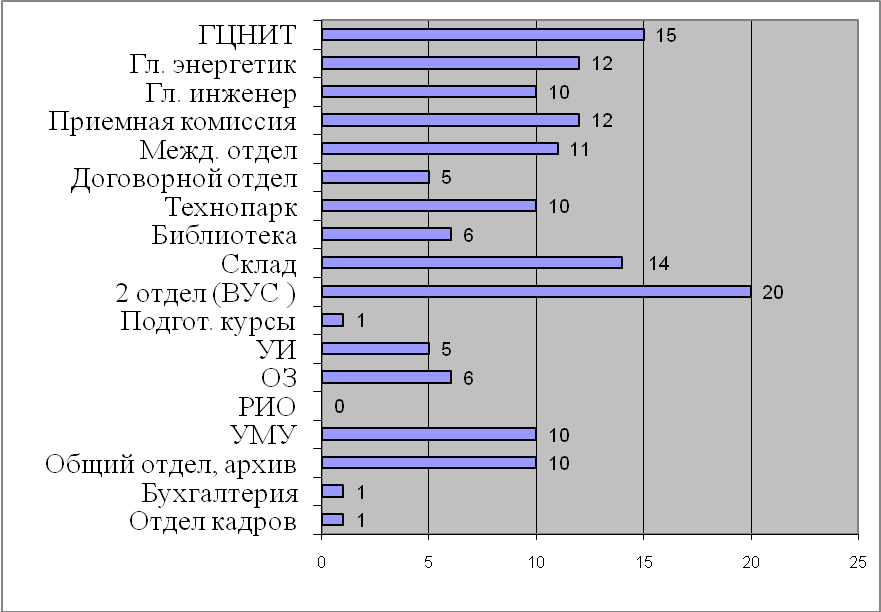 ГЦНИТ 15
Гл. энергетик 12
Гл. инженер 10
Приемная комиссия 12
Межд. отдел 11
Договорной отдел 5
Технопарк 10
Библиотека 6
Склад 14
2 отдел (ВУС ) 20
Подгот. курсы 1
УИ 5
ОЗ 6
РИО 0
УМУ 10
Общий отдел, архив 10
Бухгалтерия 1
Отдел кадров 1
0 5 10 15 20 25